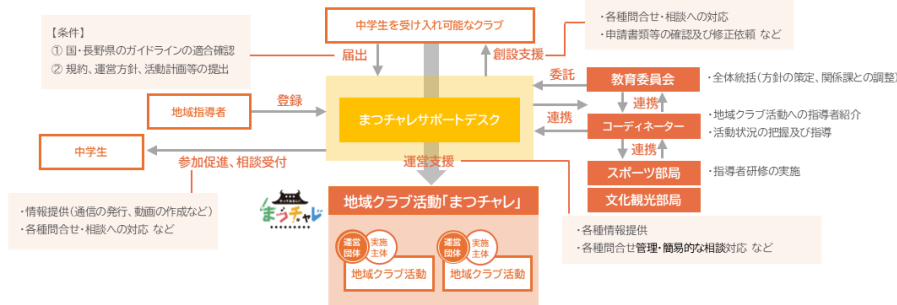 中学生を受け入れ可能なクラブ
・各種問合せ・相談への対応
・申請書類等の確認及び修正依頼 など
【条件】
① 国・長野県のガイドラインの適合確認
② 規約、運営方針、活動計画等の提出
届出
創設支援
委託
教育委員会
・全体統括(方針の策定、関係課との調整)
地域指導者
登録
まつチャレサポートデスク
連携
連携
コーディネーター
・地域クラブ活動への指導者紹介
・活動状況の把握及び指導
中学生
参加促進、相談受付
運営支援
連携
スポーツ部局
・指導者研修の実施
文化観光部局
・情報提供(通信の発行、動画の作成など)
・各種問合せ・相談への対応 など
まつチャレ
地域クラブ活動「まつチャレ」
・各種情報提供
・各種問合せ管理・簡易的な相談対応 など
運営
団体
実施
主体
地域クラブ活動
運営
団体
実施
主体
地域クラブ活動